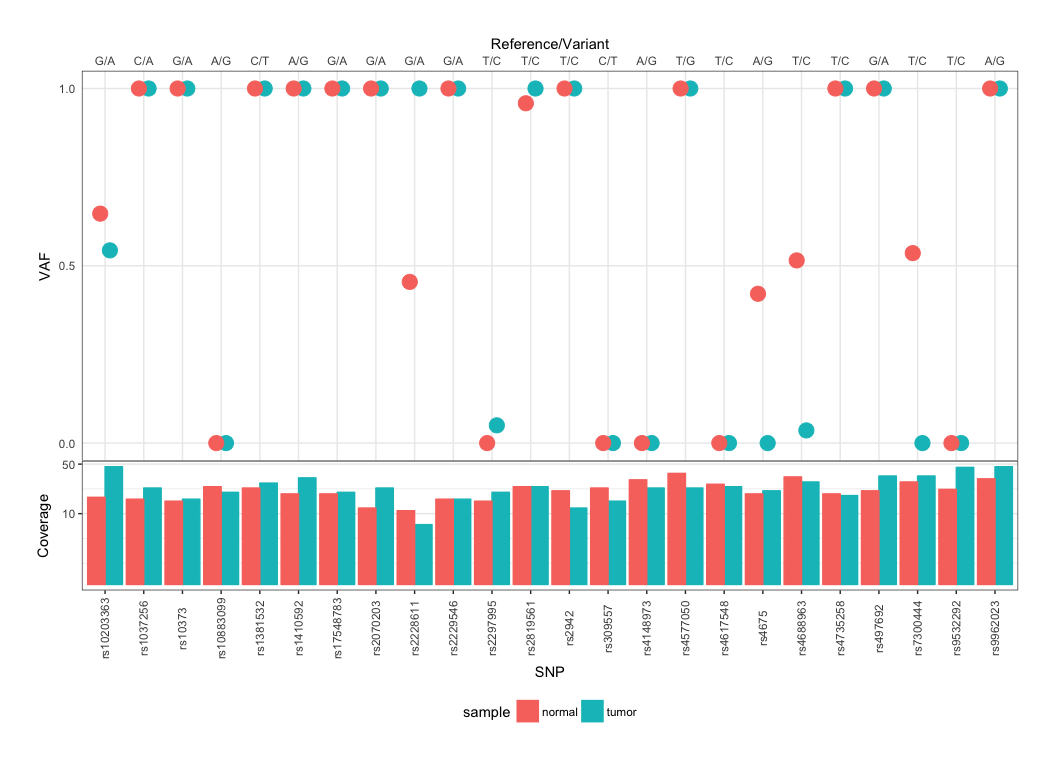 Reference/Variant
G/A C/A G/A A/G C/T A/G G/A G/A G/A G/A T/C T/C T/C C/T A/G T/G T/C A/G T/C T/C G/A T/C T/C A/G
1.0
VAF
0.5
0.0
50
Coverage
10
rs10203363 rs1037256 rs10373 rs10883099 rs1381532 rs1410592 rs17548783 rs2070203 rs2228611 rs2229546 rs2297995 rs2819561 rs2942 rs309557 rs4148973 rs4577050 rs4617548 rs4675 rs4688963 rs4735258 rs497692 rs7300444 rs9532292 rs9962023
SNP
sample normal tumor